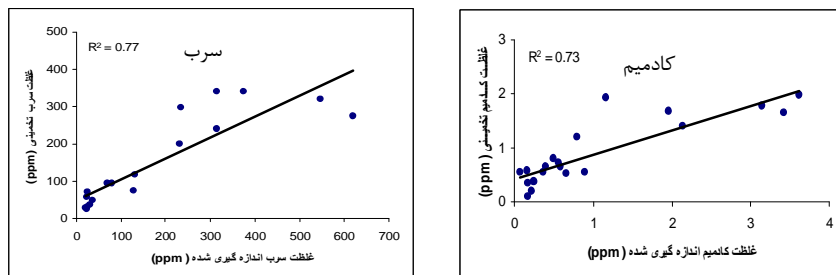 500
400
300
200
100
0
0 100 200 300 400 500 600 700
R² = 0.77
سرب
غلظت سرب تخمینی (ppm)
غلظت سرب اندازه گیری شده (ppm)
3
2
1
0
0 1 2 3 4
R² = 0.73
کادمیم
غلظت کادمیم تخمینی (ppm)
غلظت کادمیم اندازه گیری شده (ppm)